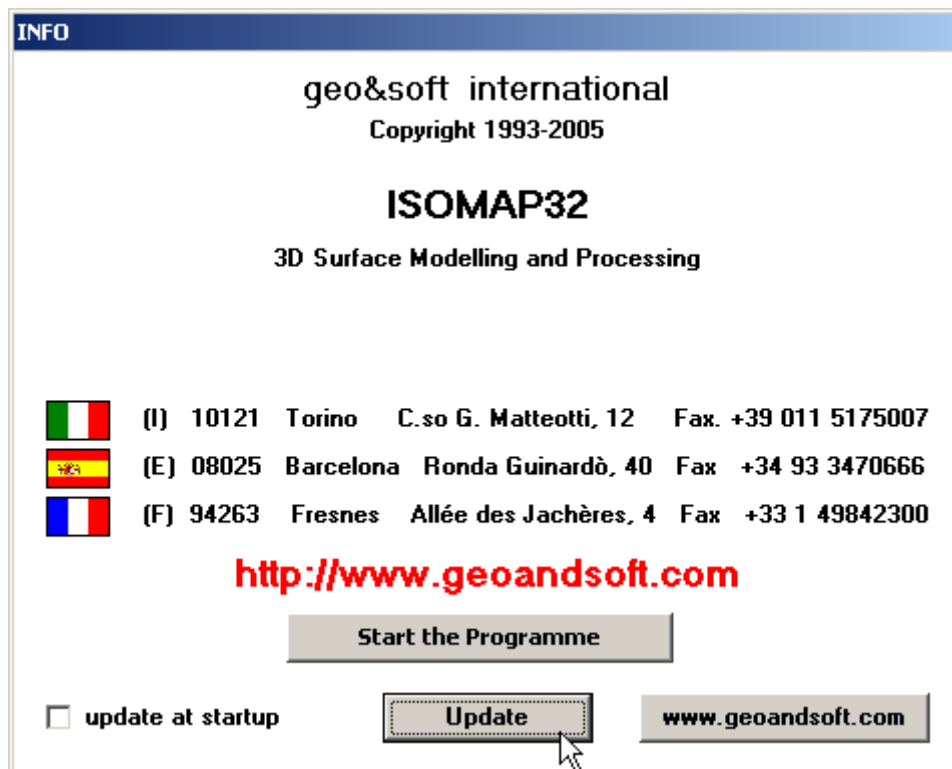 INFO
geo&soft international
Copyright 1993-2005
ISOMAP32
3D Surface Modelling and Processing
(I) 10121 Torino C.so G. Matteotti, 12 Fax. +39 011 5175007
(E) 08025 Barcelona Ronda Guinardò, 40 Fax +34 93 3470666
(F) 94263 Fresnes Allée des Jachères, 4 Fax +33 1 49842300
http://www.geoandsoft.com
Start the Programme
update at startup Update www.geoandsoft.com